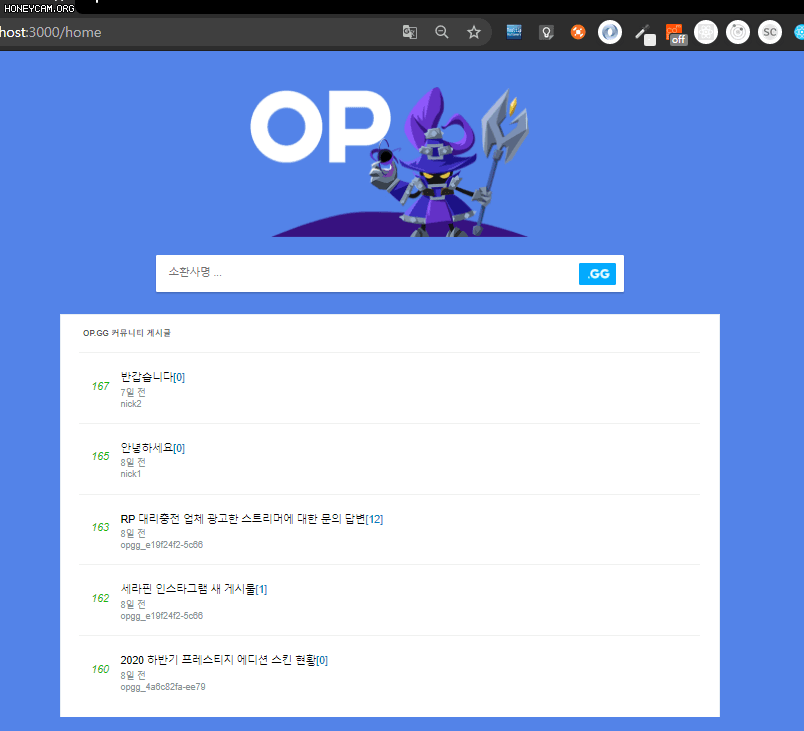 HONEYCAM.ORG
host:3000/home
off
SC
OP
소환사명 ...
.GG
OP.GG 커뮤니티 게시글
167
반갑습니다[0]
7일 전
nick2
165
안녕하세요[0]
8일 전
nick1
163
RP 대리충전 업체 광고한 스트리머에 대한 문의 답변[12]
8일 전
opgg_e19f24f2-5c66
162
세라핀 인스타그램 새 게시물[1]
8일 전
opgg_e19f24f2-5c66
160
2020 하반기 프레스티지 에디션 스킨 현황[0]
8일 전
opgg_4a6c82fa-ee79